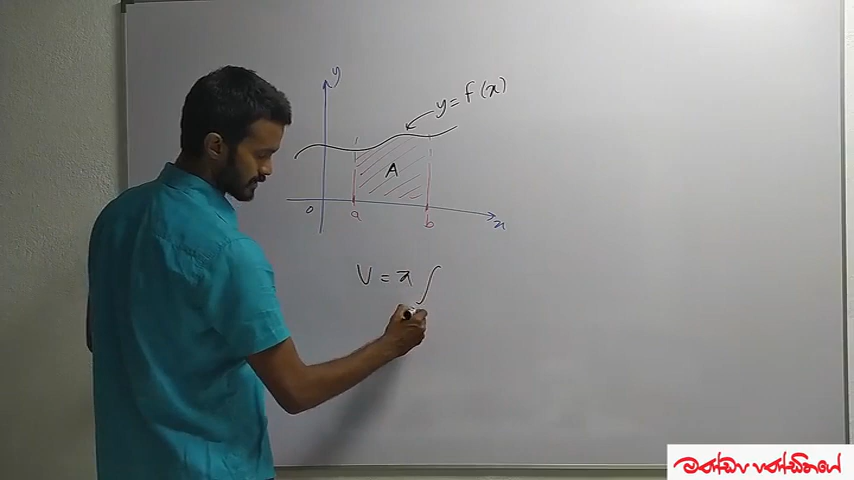 y
y = f(x)
A
0 a b x
V = π ∫